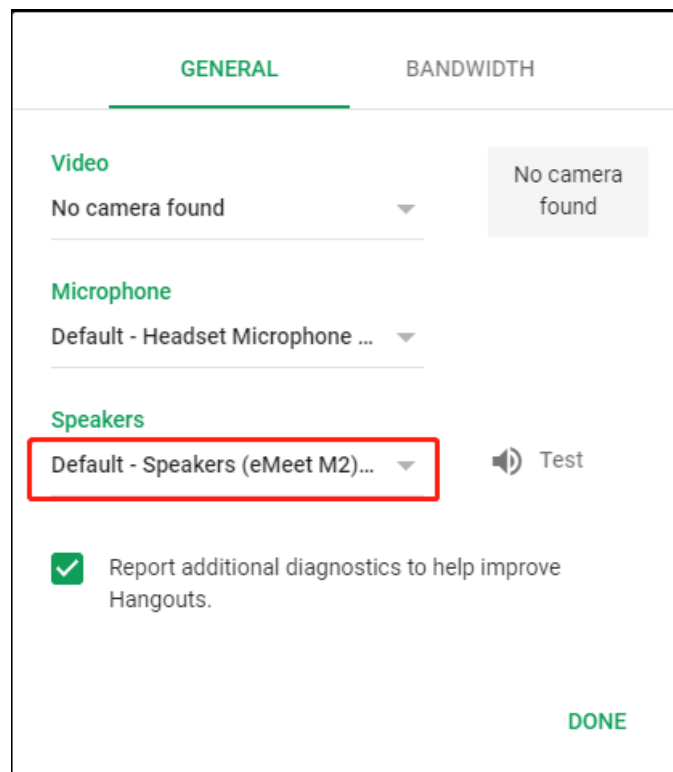 GENERAL
BANDWIDTH
Video
No camera found
No camera
found
Microphone
Default - Headset Microphone ...
Speakers
Default - Speakers (eMeet M2)...
Test
Report additional diagnostics to help improve
Hangouts.
DONE